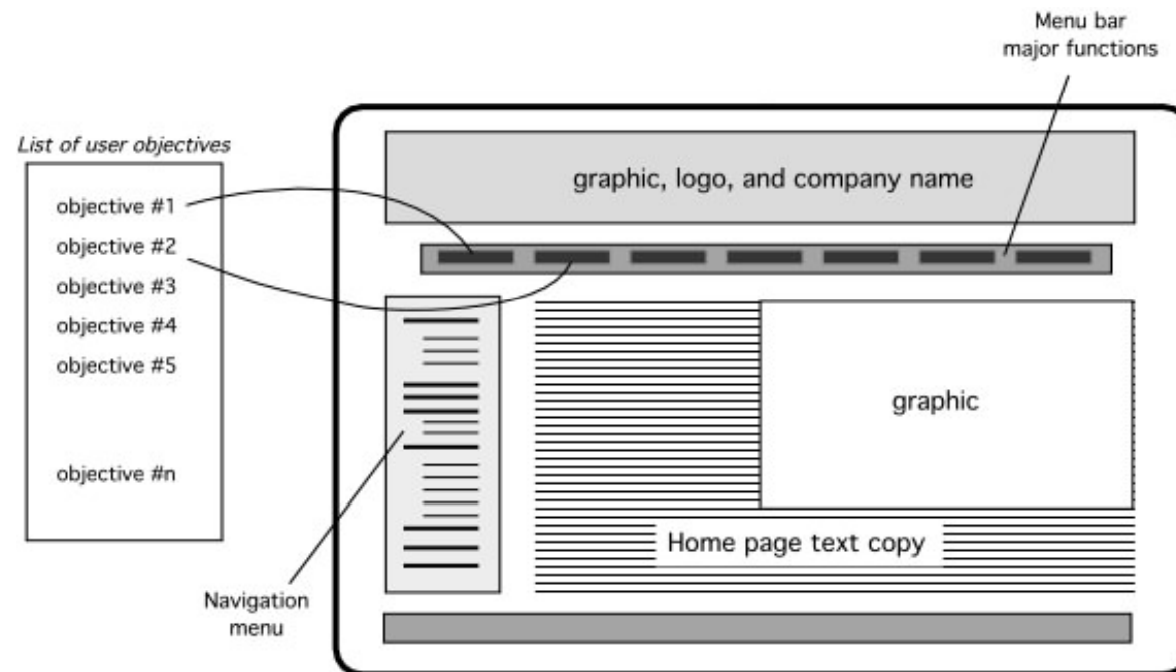 Menu bar
major functions
List of user objectives
graphic, logo, and company name
objective #1
objective #2
objective #3
objective #4
objective #5
objective #n
graphic
Home page text copy
Navigation
menu